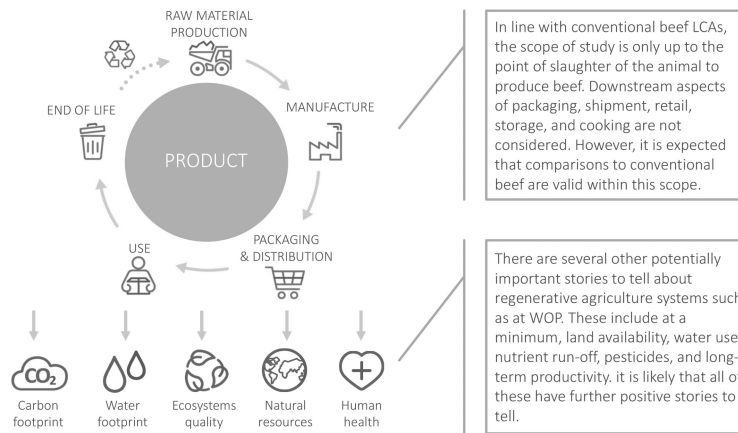 RAW MATERIAL
PRODUCTION
END OF LIFE
MANUFACTURE
PRODUCT
USE
PACKAGING
& DISTRIBUTION
CO₂
Carbon
footprint
Water
footprint
Ecosystems
quality
Natural
resources
Human
health
In line with conventional beef LCAs,
the scope of study is only up to the
point of slaughter of the animal to
produce beef. Downstream aspects
of packaging, shipment, retail,
storage, and cooking are not
considered. However, it is expected
that comparisons to conventional
beef are valid within this scope.
There are several other potentially
important stories to tell about
regenerative agriculture systems such
as at WOP. These include at a
minimum, land availability, water use
nutrient run-off, pesticides, and long-
term productivity. it is likely that all of
these have further positive stories to
tell.